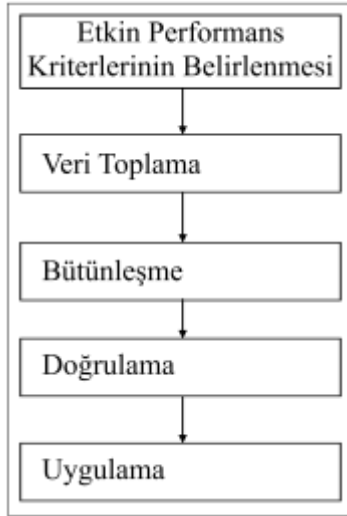 Etkin Performans
Kriterlerinin Belirlenmesi
Veri Toplama
Bütünleşme
Doğrulama
Uygulama